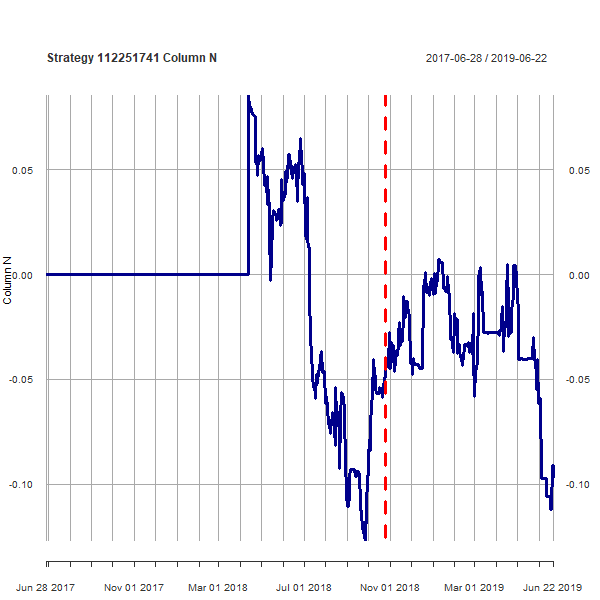 Strategy 112251741 Column N
2017-06-28 / 2019-06-22
0.05
0.05
0.00
0.00
-0.05
-0.05
-0.10
-0.10
Column N
Jun 28 2017
Nov 01 2017
Mar 01 2018
Jul 01 2018
Nov 01 2018
Mar 01 2019
Jun 22 2019